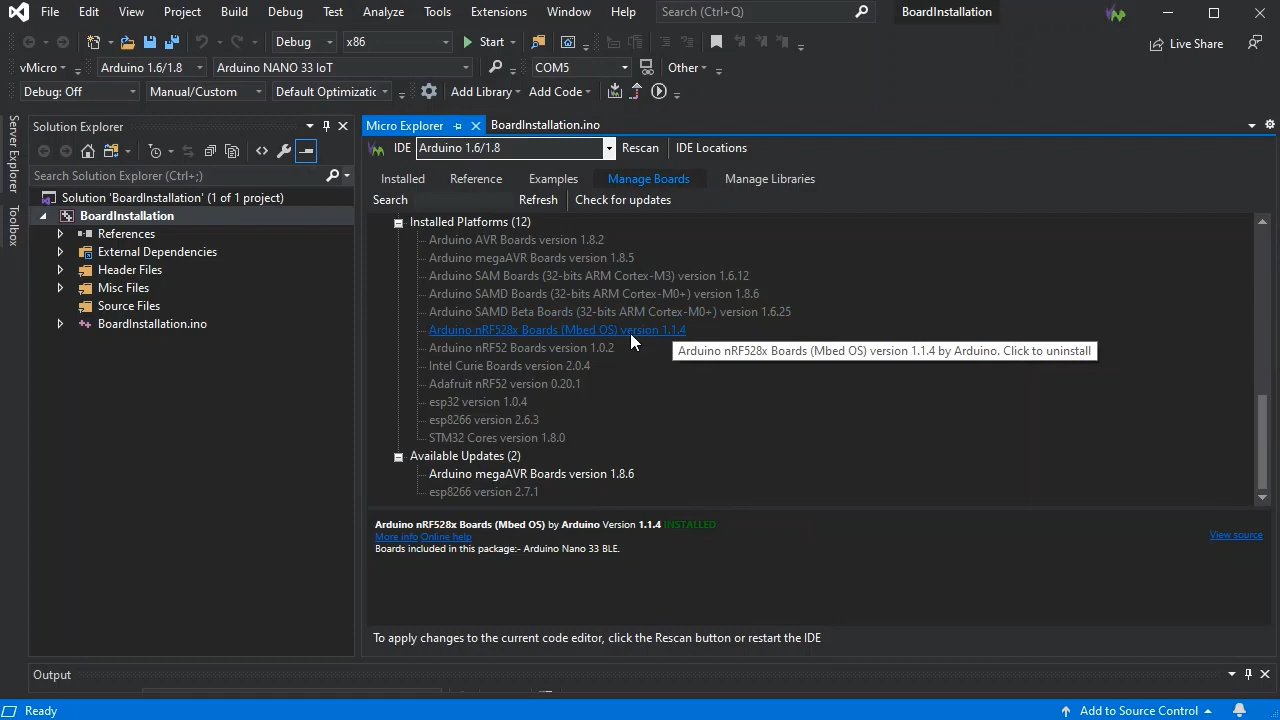 File Edit View Project Build Debug Test Analyze Tools Extensions Window Help Search (Ctrl+Q) BoardInstallation
Debug x86 Start Live Share
vMicro Arduino 1.6/1.8 Arduino NANO 33 IoT COM5 Other
Debug: Off Manual/Custom Default Optimizatic Add Library Add Code
Server Explorer
Toolbox
Solution Explorer
Search Solution Explorer (Ctrl+;)
Solution 'BoardInstallation' (1 of 1 project)
BoardInstallation
References
External Dependencies
Header Files
Misc Files
Source Files
BoardInstallation.ino
Micro Explorer BoardInstallation.ino
IDE Arduino 1.6/1.8 Rescan IDE Locations
Installed Reference Examples Manage Boards Manage Libraries
Search Refresh Check for updates
Installed Platforms (12)
Arduino AVR Boards version 1.8.2
Arduino megaAVR Boards version 1.8.5
Arduino SAM Boards (32-bits ARM Cortex-M3) version 1.6.12
Arduino SAMD Boards (32-bits ARM Cortex-M0+) version 1.8.6
Arduino SAMD Beta Boards (32-bits ARM Cortex-M0+) version 1.6.25
Arduino nRF528x Boards (Mbed OS) version 1.1.4
Arduino nRF52 Boards version 1.0.2
Arduino nRF528x Boards (Mbed OS) version 1.1.4 by Arduino. Click to uninstall
Intel Curie Boards version 2.0.4
Adafruit nRF52 version 0.20.1
esp32 version 1.0.4
esp8266 version 2.6.3
STM32 Cores version 1.8.0
Available Updates (2)
Arduino megaAVR Boards version 1.8.6
esp8266 version 2.7.1
Arduino nRF528x Boards (Mbed OS) by Arduino Version 1.1.4 INSTALLED
More info Online help View source
Boards included in this package:- Arduino Nano 33 BLE.
To apply changes to the current code editor, click the Rescan button or restart the IDE
Output
Ready Add to Source Control